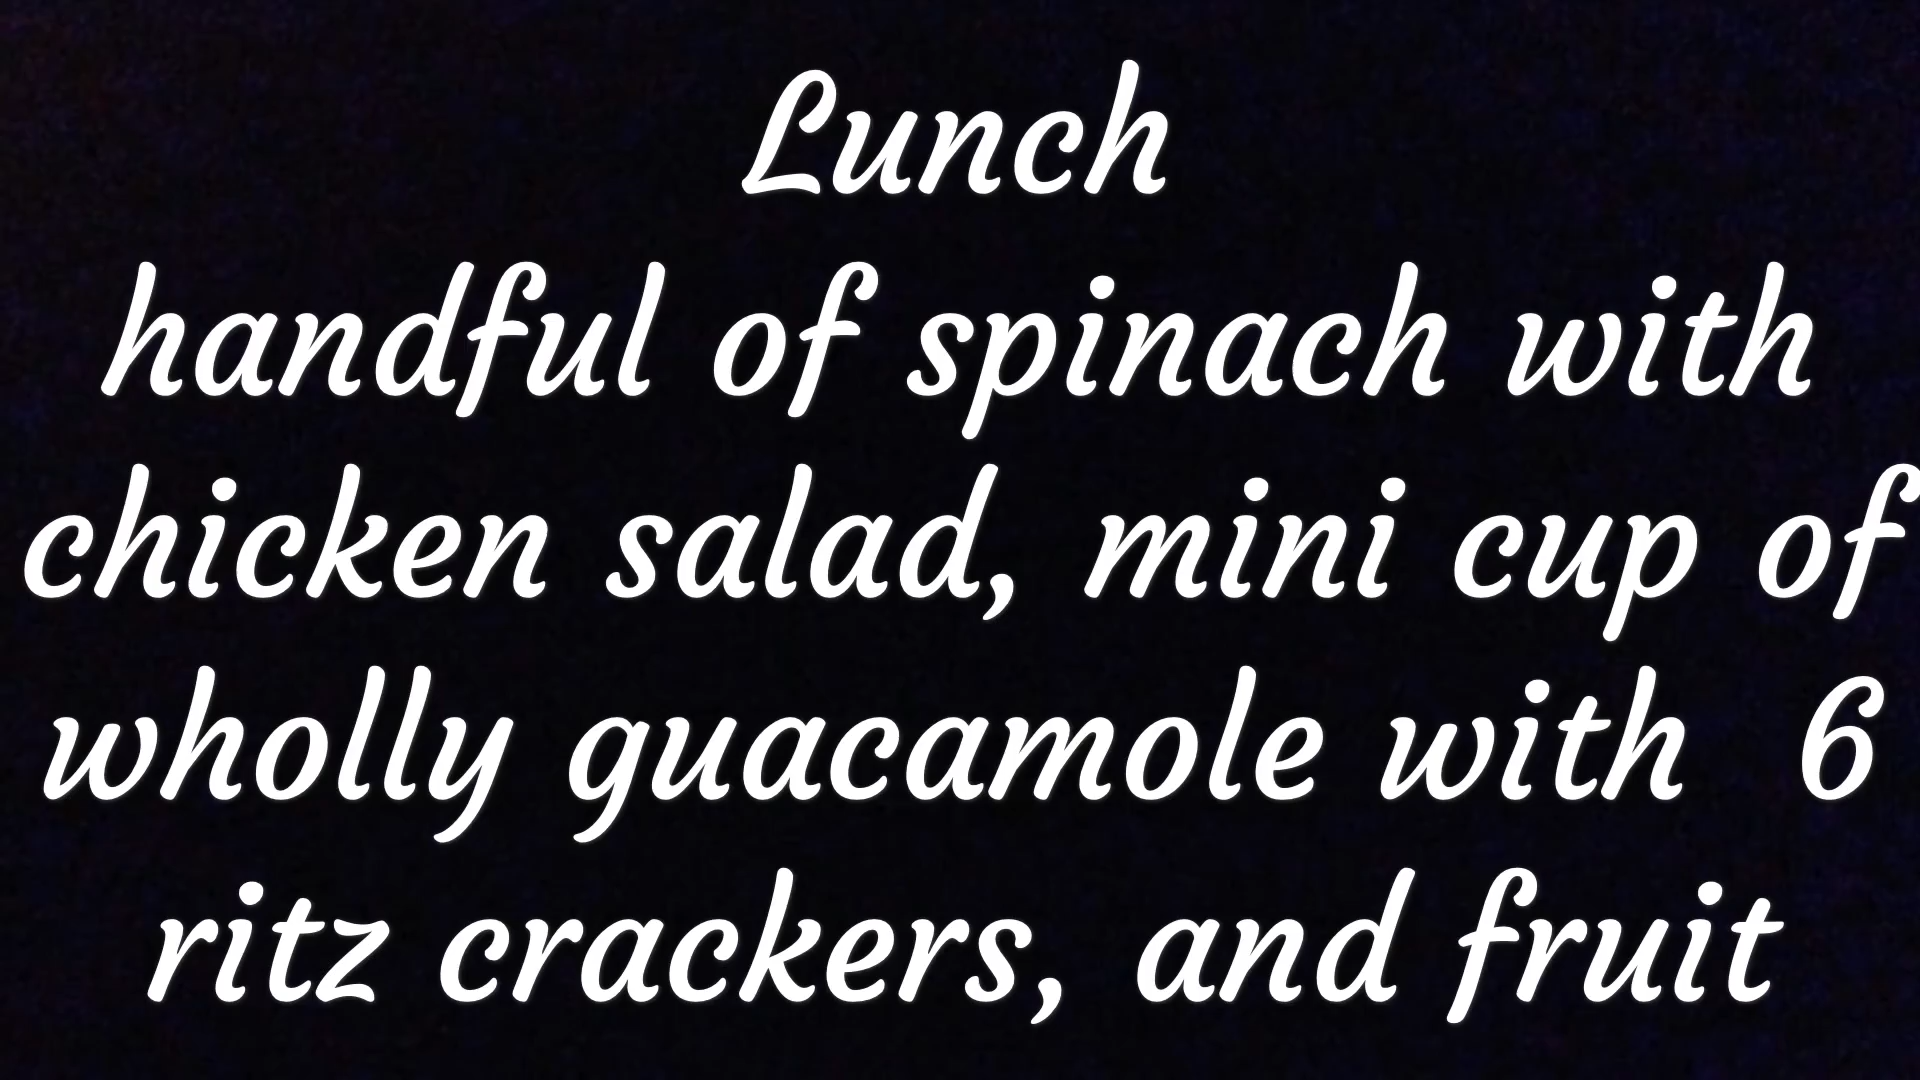 Lunch
handful of spinach with
chicken salad, mini cup of
wholly guacamole with  6
ritz crackers, and fruit